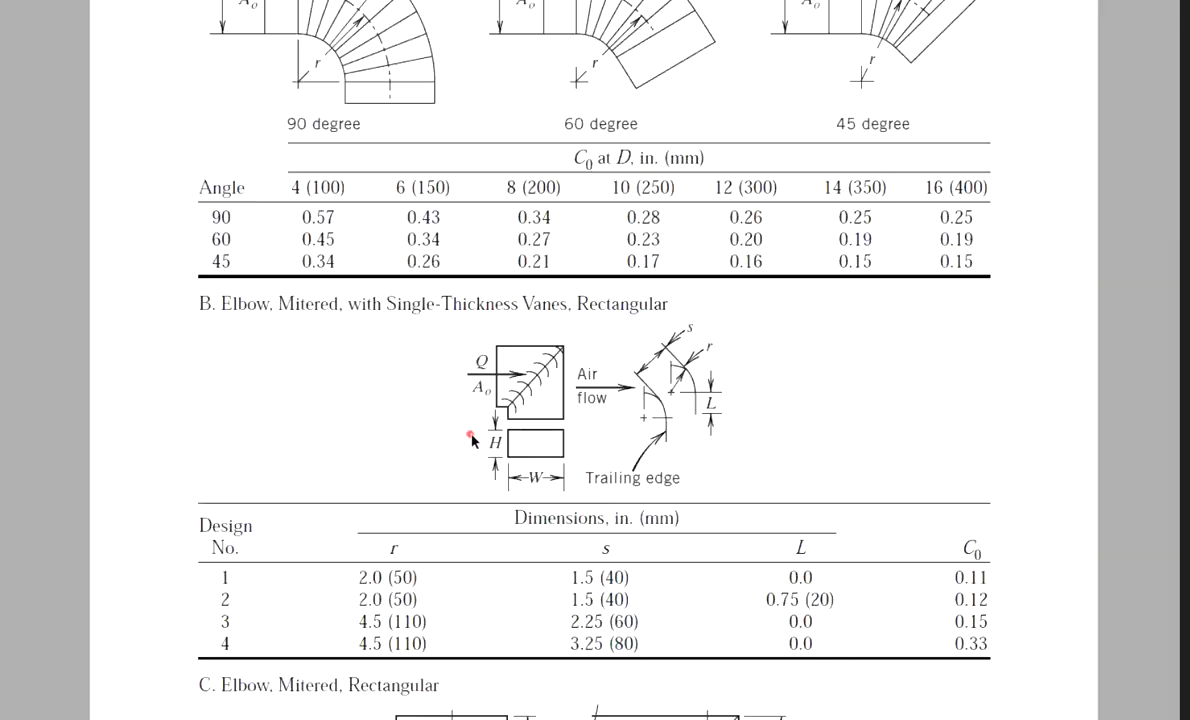 A₀ A₀ A₀
r r r
90 degree 60 degree 45 degree
C₀ at D, in. (mm)
Angle 4 (100) 6 (150) 8 (200) 10 (250) 12 (300) 14 (350) 16 (400)
90 0.57 0.43 0.34 0.28 0.26 0.25 0.25
60 0.45 0.34 0.27 0.23 0.20 0.19 0.19
45 0.34 0.26 0.21 0.17 0.16 0.15 0.15
B. Elbow, Mitered, with Single-Thickness Vanes, Rectangular
s
r
Q
Air
A₀
flow
L
H
W
Trailing edge
Dimensions, in. (mm)
Design
No. r s L C₀
1 2.0 (50) 1.5 (40) 0.0 0.11
2 2.0 (50) 1.5 (40) 0.75 (20) 0.12
3 4.5 (110) 2.25 (60) 0.0 0.15
4 4.5 (110) 3.25 (80) 0.0 0.33
C. Elbow, Mitered, Rectangular